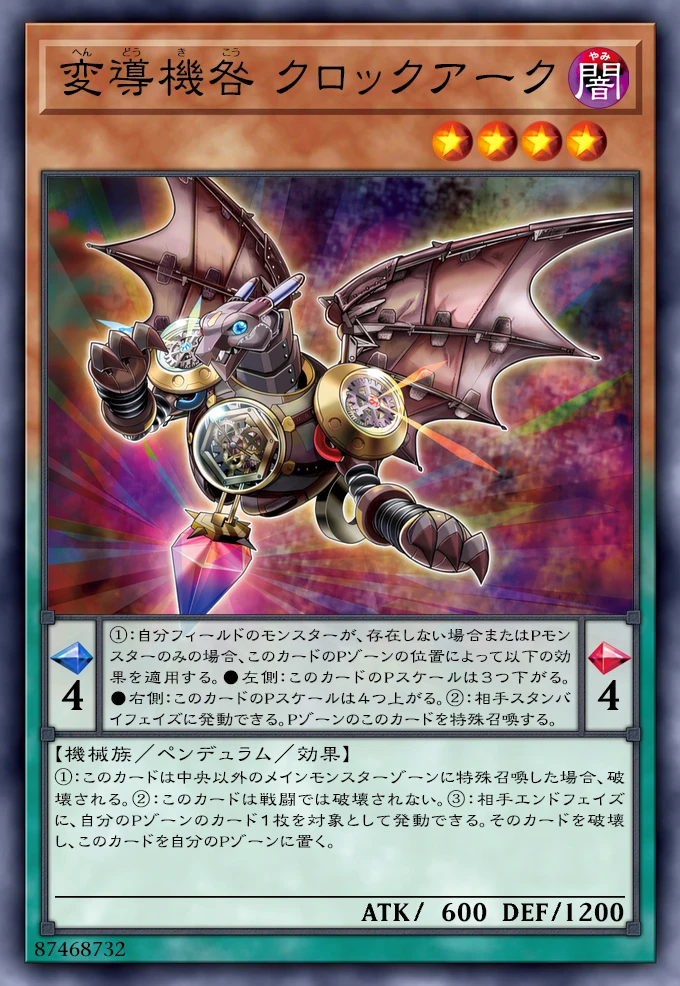 へん どう き こう
変導機咎 クロックアーク
やみ
闇
①：自分フィールドのモンスターが、存在しない場合またはPモン
スターのみの場合、このカードのPゾーンの位置によって以下の効
果を適用する。●左側：このカードのPスケールは３つ下がる。
●右側：このカードのPスケールは４つ上がる。②：相手スタンバ
イフェイズに発動できる。Pゾーンのこのカードを特殊召喚する。
4
4
【機械族／ペンデュラム／効果】
①：このカードは中央以外のメインモンスターゾーンに特殊召喚した場合、破
壊される。②：このカードは戦闘では破壊されない。③：相手エンドフェイズ
に、自分のPゾーンのカード１枚を対象として発動できる。そのカードを破壊
し、このカードを自分のPゾーンに置く。
ATK/ 600 DEF/1200
87468732